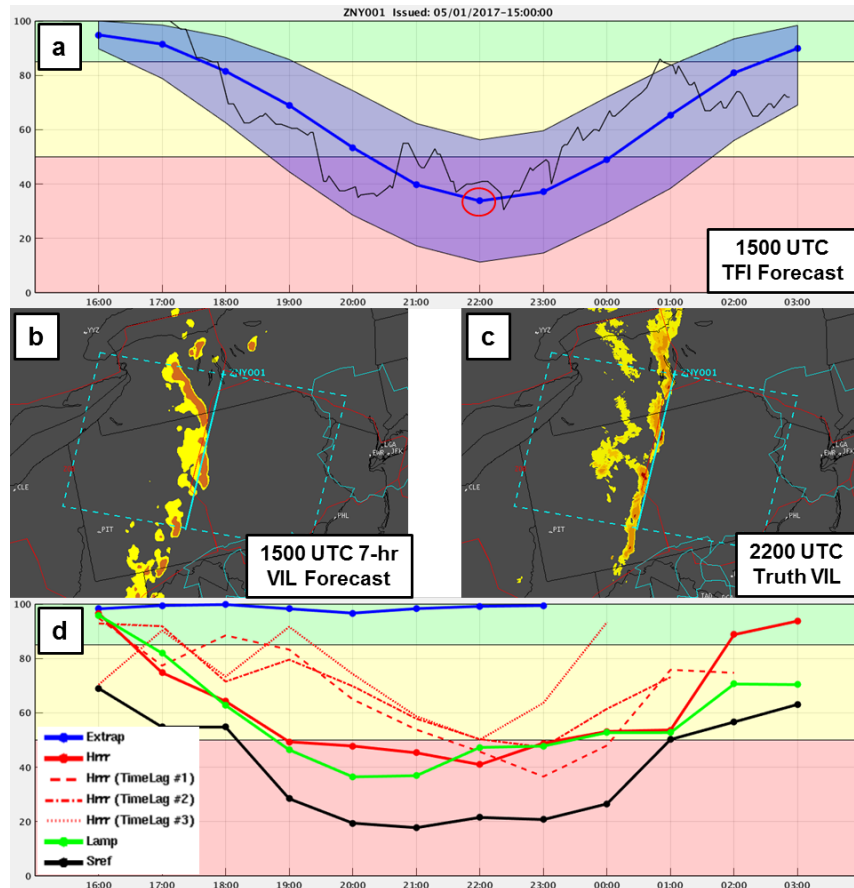 ZNY001 Issued: 05/01/2017-15:00:00
a
100
80
60
40
20
0
1500 UTC
TFI Forecast
16:00 17:00 18:00 19:00 20:00 21:00 22:00 23:00 00:00 01:00 02:00 03:00
b
YYZ
NY001
LGA
EWR JFK
CLE
PIT
PHL
1500 UTC 7-hr
VIL Forecast
c
YYZ
NY001
LGA
EWR JFK
CLE
PIT
PHL
2200 UTC
Truth VIL
d
100
80
60
40
20
0
Extrap
Hrrr
Hrrr (TimeLag #1)
Hrrr (TimeLag #2)
Hrrr (TimeLag #3)
Lamp
Sref
16:00 17:00 18:00 19:00 20:00 21:00 22:00 23:00 00:00 01:00 02:00 03:00